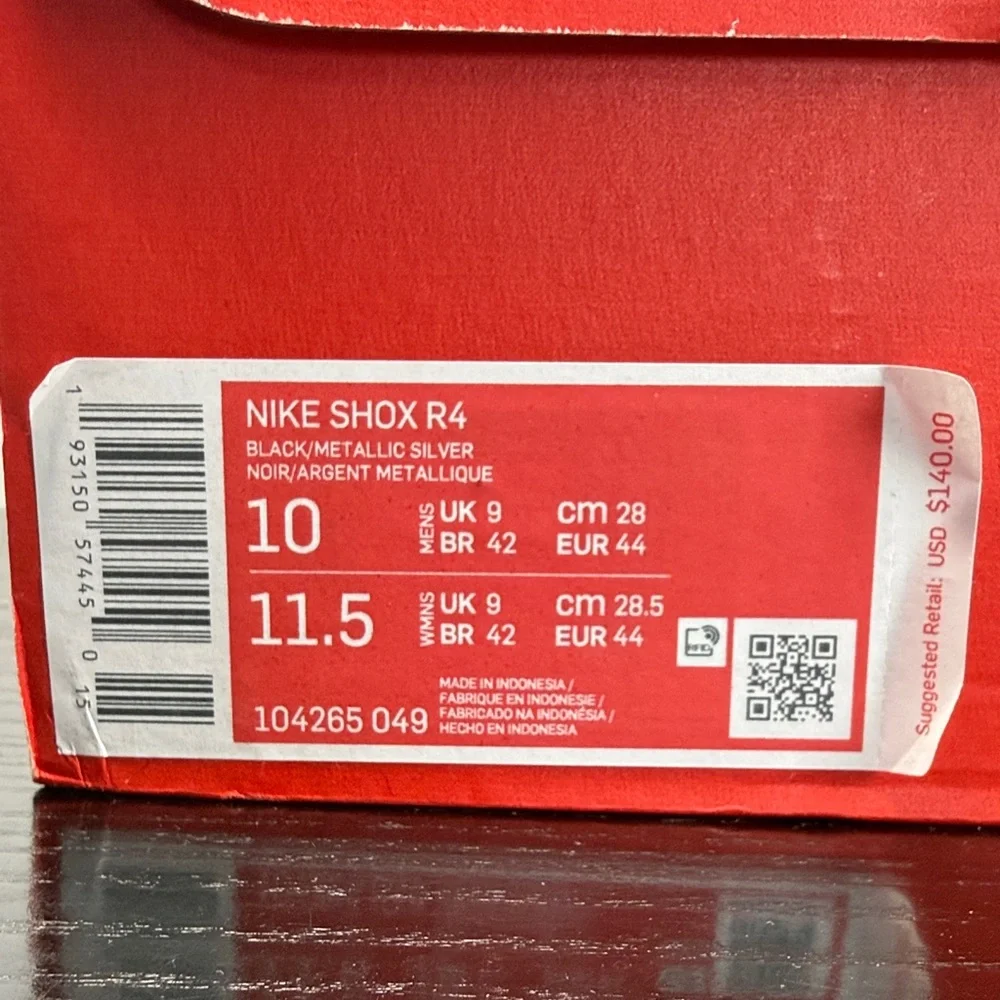 1 93150 57445 0 15
NIKE SHOX R4
BLACK/METALLIC SILVER
NOIR/ARGENT METALLIQUE
10 MENS UK 9 cm 28
BR 42 EUR 44
11.5 WMNS UK 9 cm 28.5
BR 42 EUR 44
RFID
104265 049
MADE IN INDONESIA /
FABRIQUE EN INDONESIE /
FABRICADO NA INDONÉSIA /
HECHO EN INDONESIA
Suggested Retail: USD $140.00